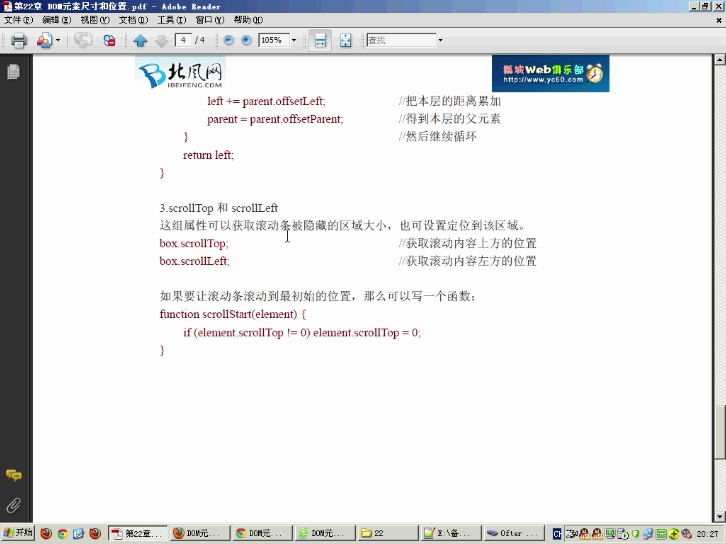 第22章 DOM元素尺寸和位置.pdf - Adobe Reader
文件(F) 编辑(E) 视图(V) 文档(D) 工具(T) 窗口(W) 帮助(H)
4 / 4 105% 查找
北风网
IBEIFENG.COM
瓢城Web俱乐部
http://www.yc60.com
left += parent.offsetLeft; //把本层的距离累加
parent = parent.offsetParent; //得到本层的父元素
} //然后继续循环
return left;
}
3.scrollTop 和 scrollLeft
这组属性可以获取滚动条被隐藏的区域大小，也可设置定位到该区域。
box.scrollTop; //获取滚动内容上方的位置
box.scrollLeft; //获取滚动内容左方的位置
如果要让滚动条滚动到最初始的位置，那么可以写一个函数：
function scrollStart(element) {
if (element.scrollTop != 0) element.scrollTop = 0;
}
开始 第22章... DOM元... DOM元... DOM元... 22 E:\备... Ofter ... 20:27